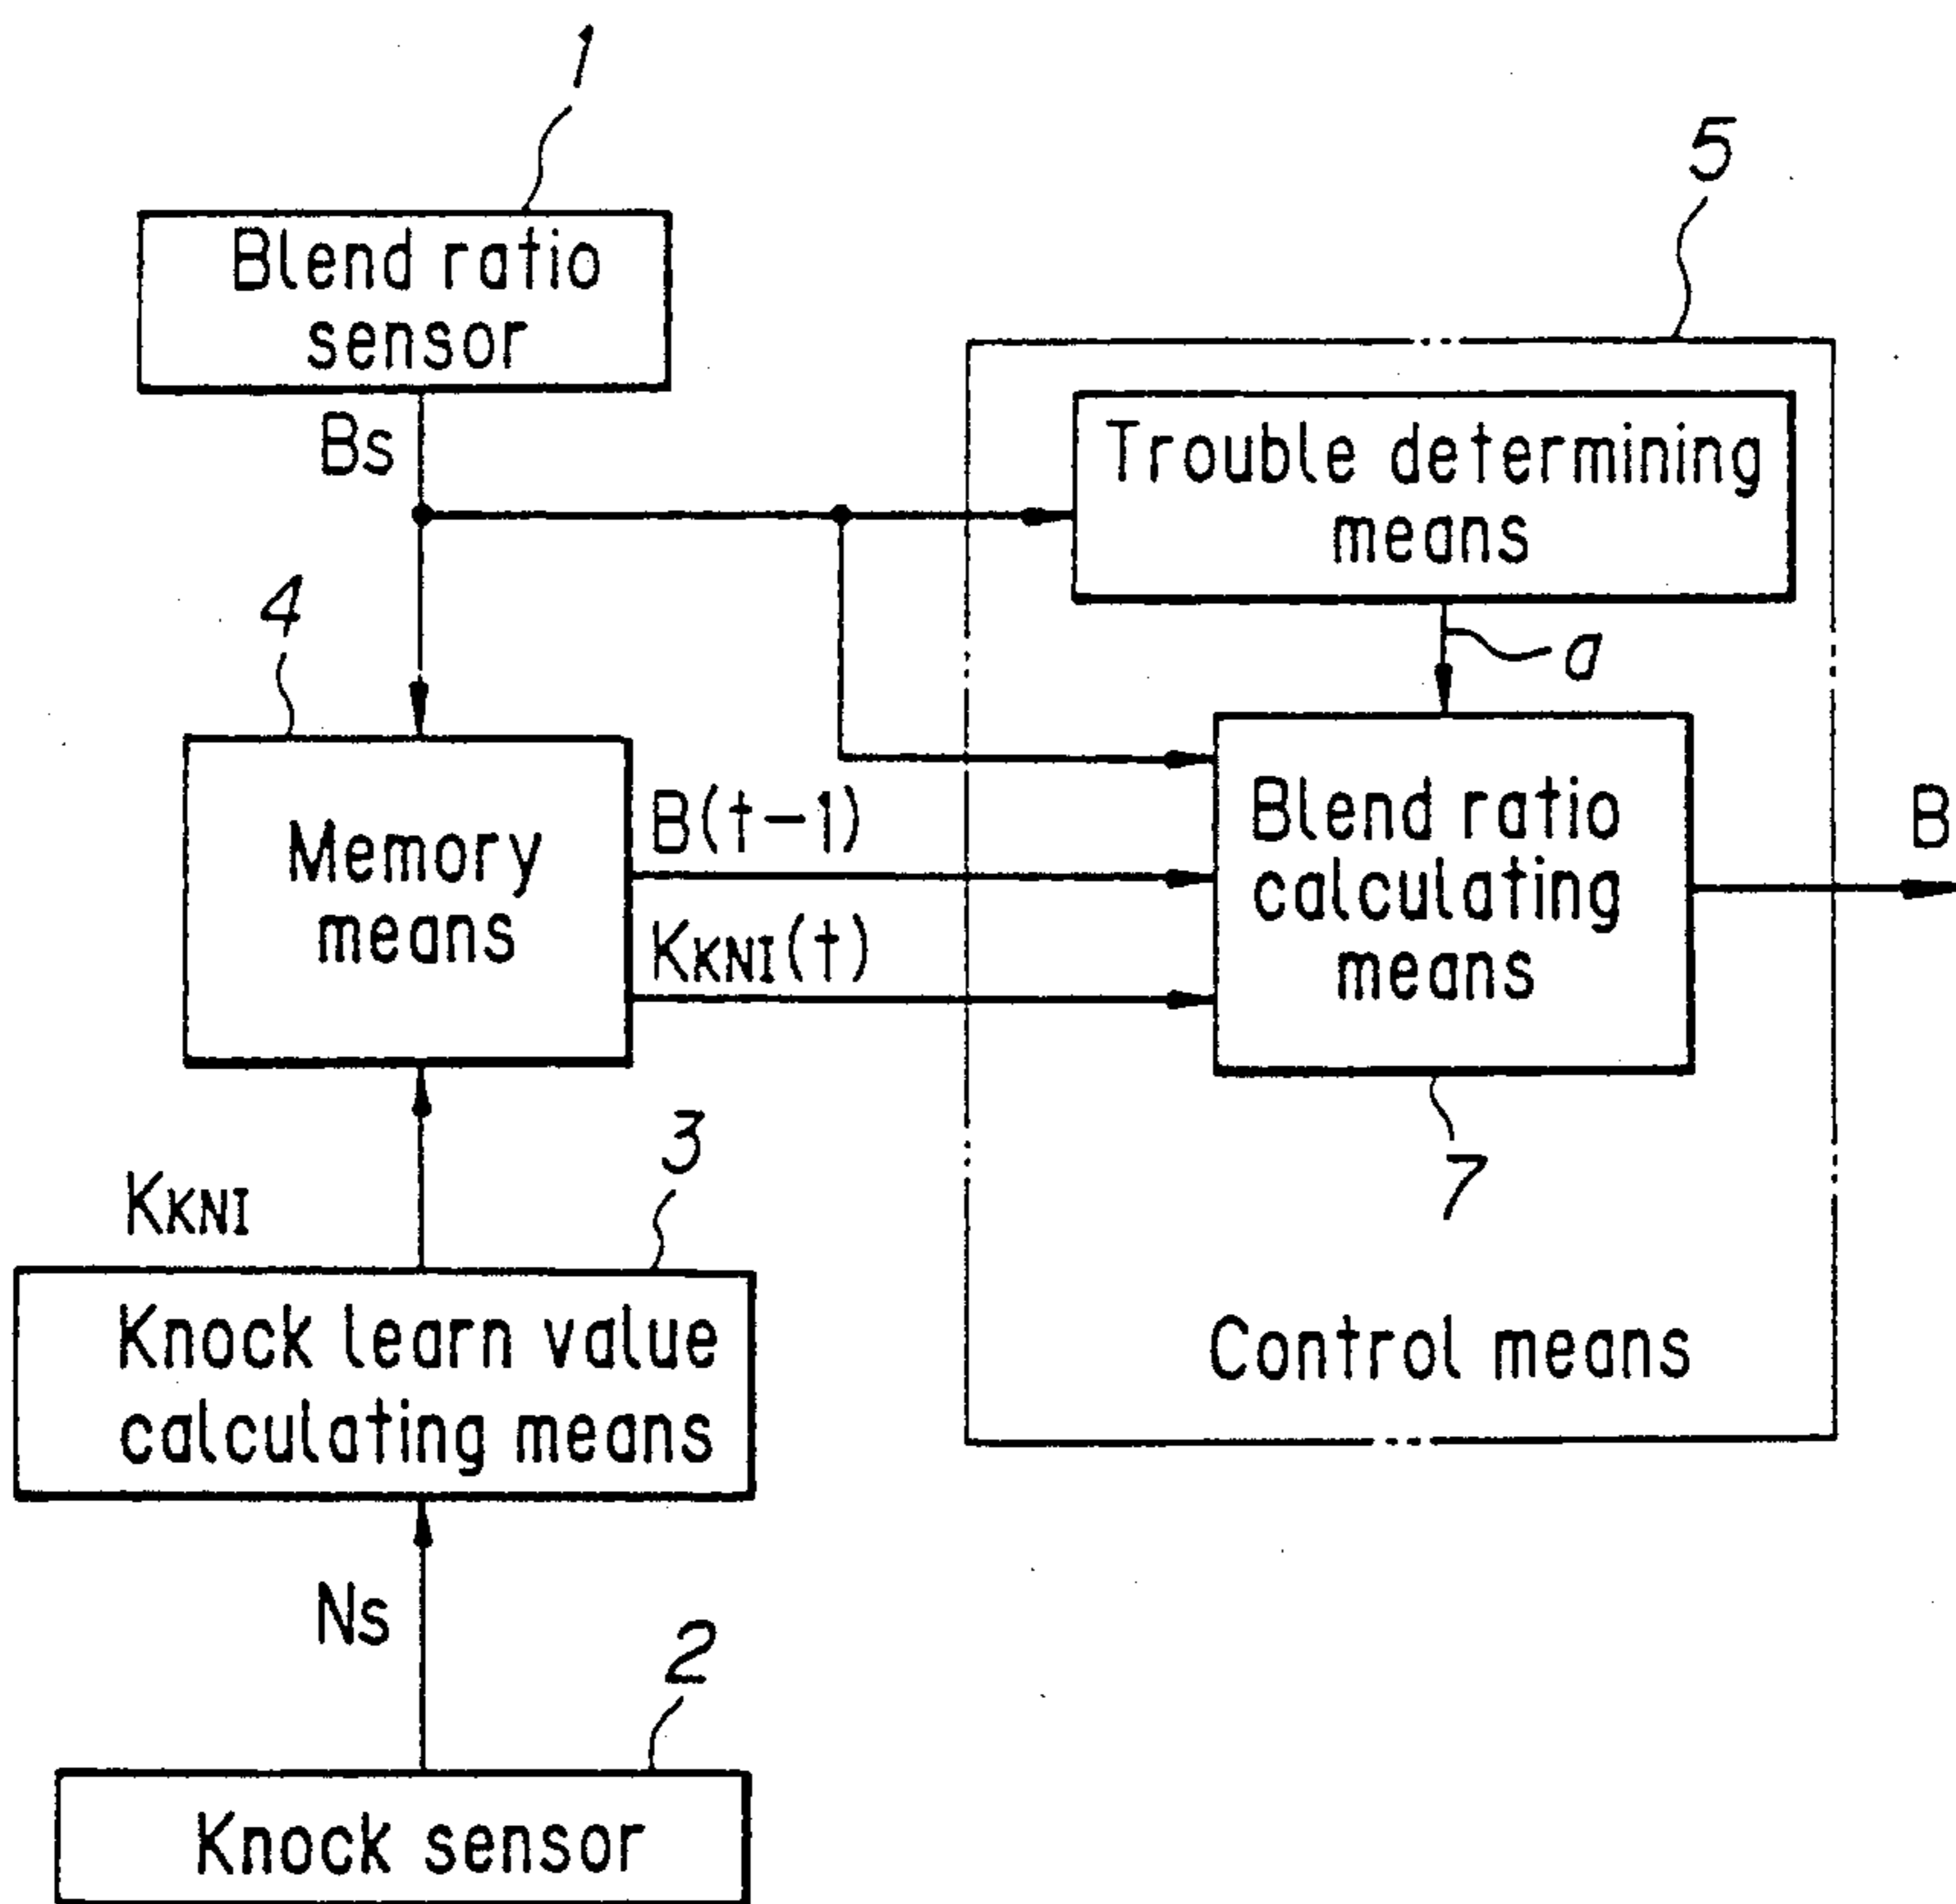 1
Blend ratio
sensor
Bs
5
Trouble determining
means
a
4
Memory
means
B(t-1)
KKNI(t)
Blend ratio
calculating
means
B
7
Control means
KKNI
3
Knock learn value
calculating means
Ns
2
Knock sensor